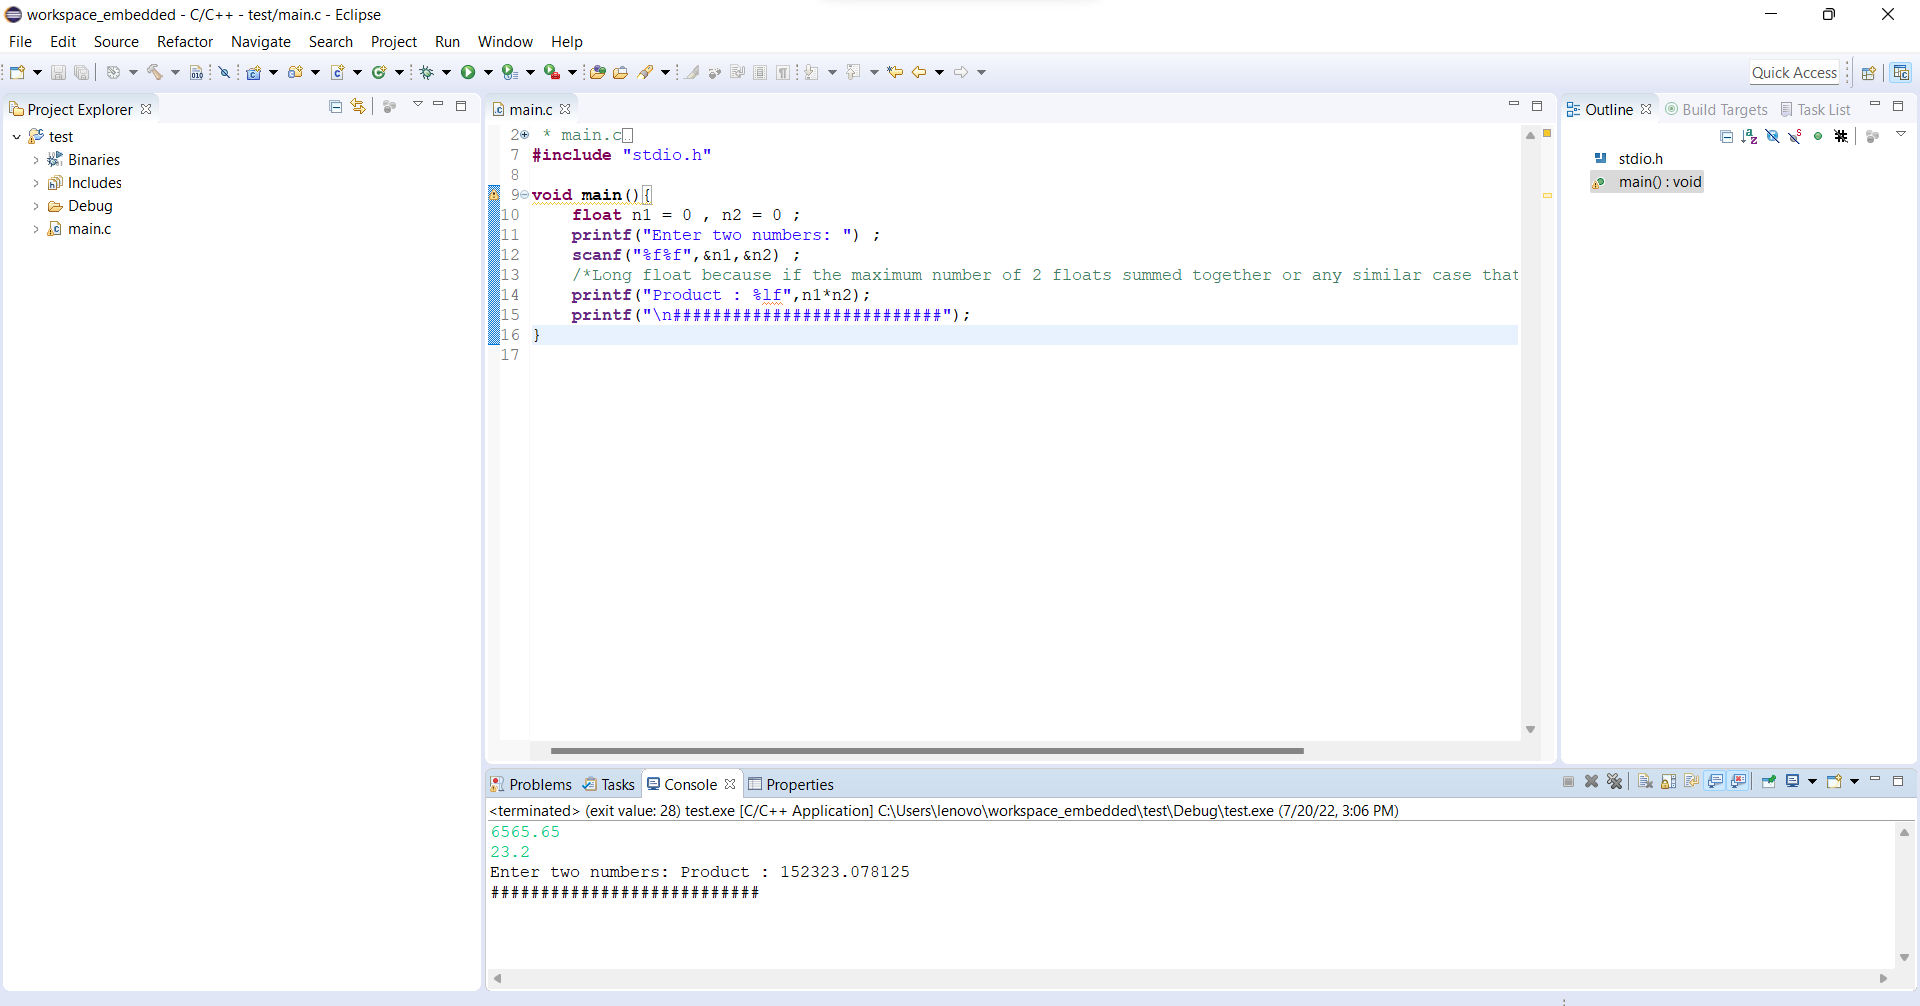 workspace_embedded - C/C++ - test/main.c - Eclipse
File Edit Source Refactor Navigate Search Project Run Window Help
Quick Access
Project Explorer
test
Binaries
Includes
Debug
main.c
main.c
2 * main.c
7 #include "stdio.h"
8
9 void main(){
10 float n1 = 0 , n2 = 0 ;
11 printf("Enter two numbers: ") ;
12 scanf("%f%f",&n1,&n2) ;
13 /*Long float because if the maximum number of 2 floats summed together or any similar case that
14 printf("Product : %lf",n1*n2);
15 printf("\n###########################");
16 }
17
Outline Build Targets Task List
stdio.h
main() : void
Problems Tasks Console Properties
<terminated> (exit value: 28) test.exe [C/C++ Application] C:\Users\lenovo\workspace_embedded\test\Debug\test.exe (7/20/22, 3:06 PM)
6565.65
23.2
Enter two numbers: Product : 152323.078125
###########################